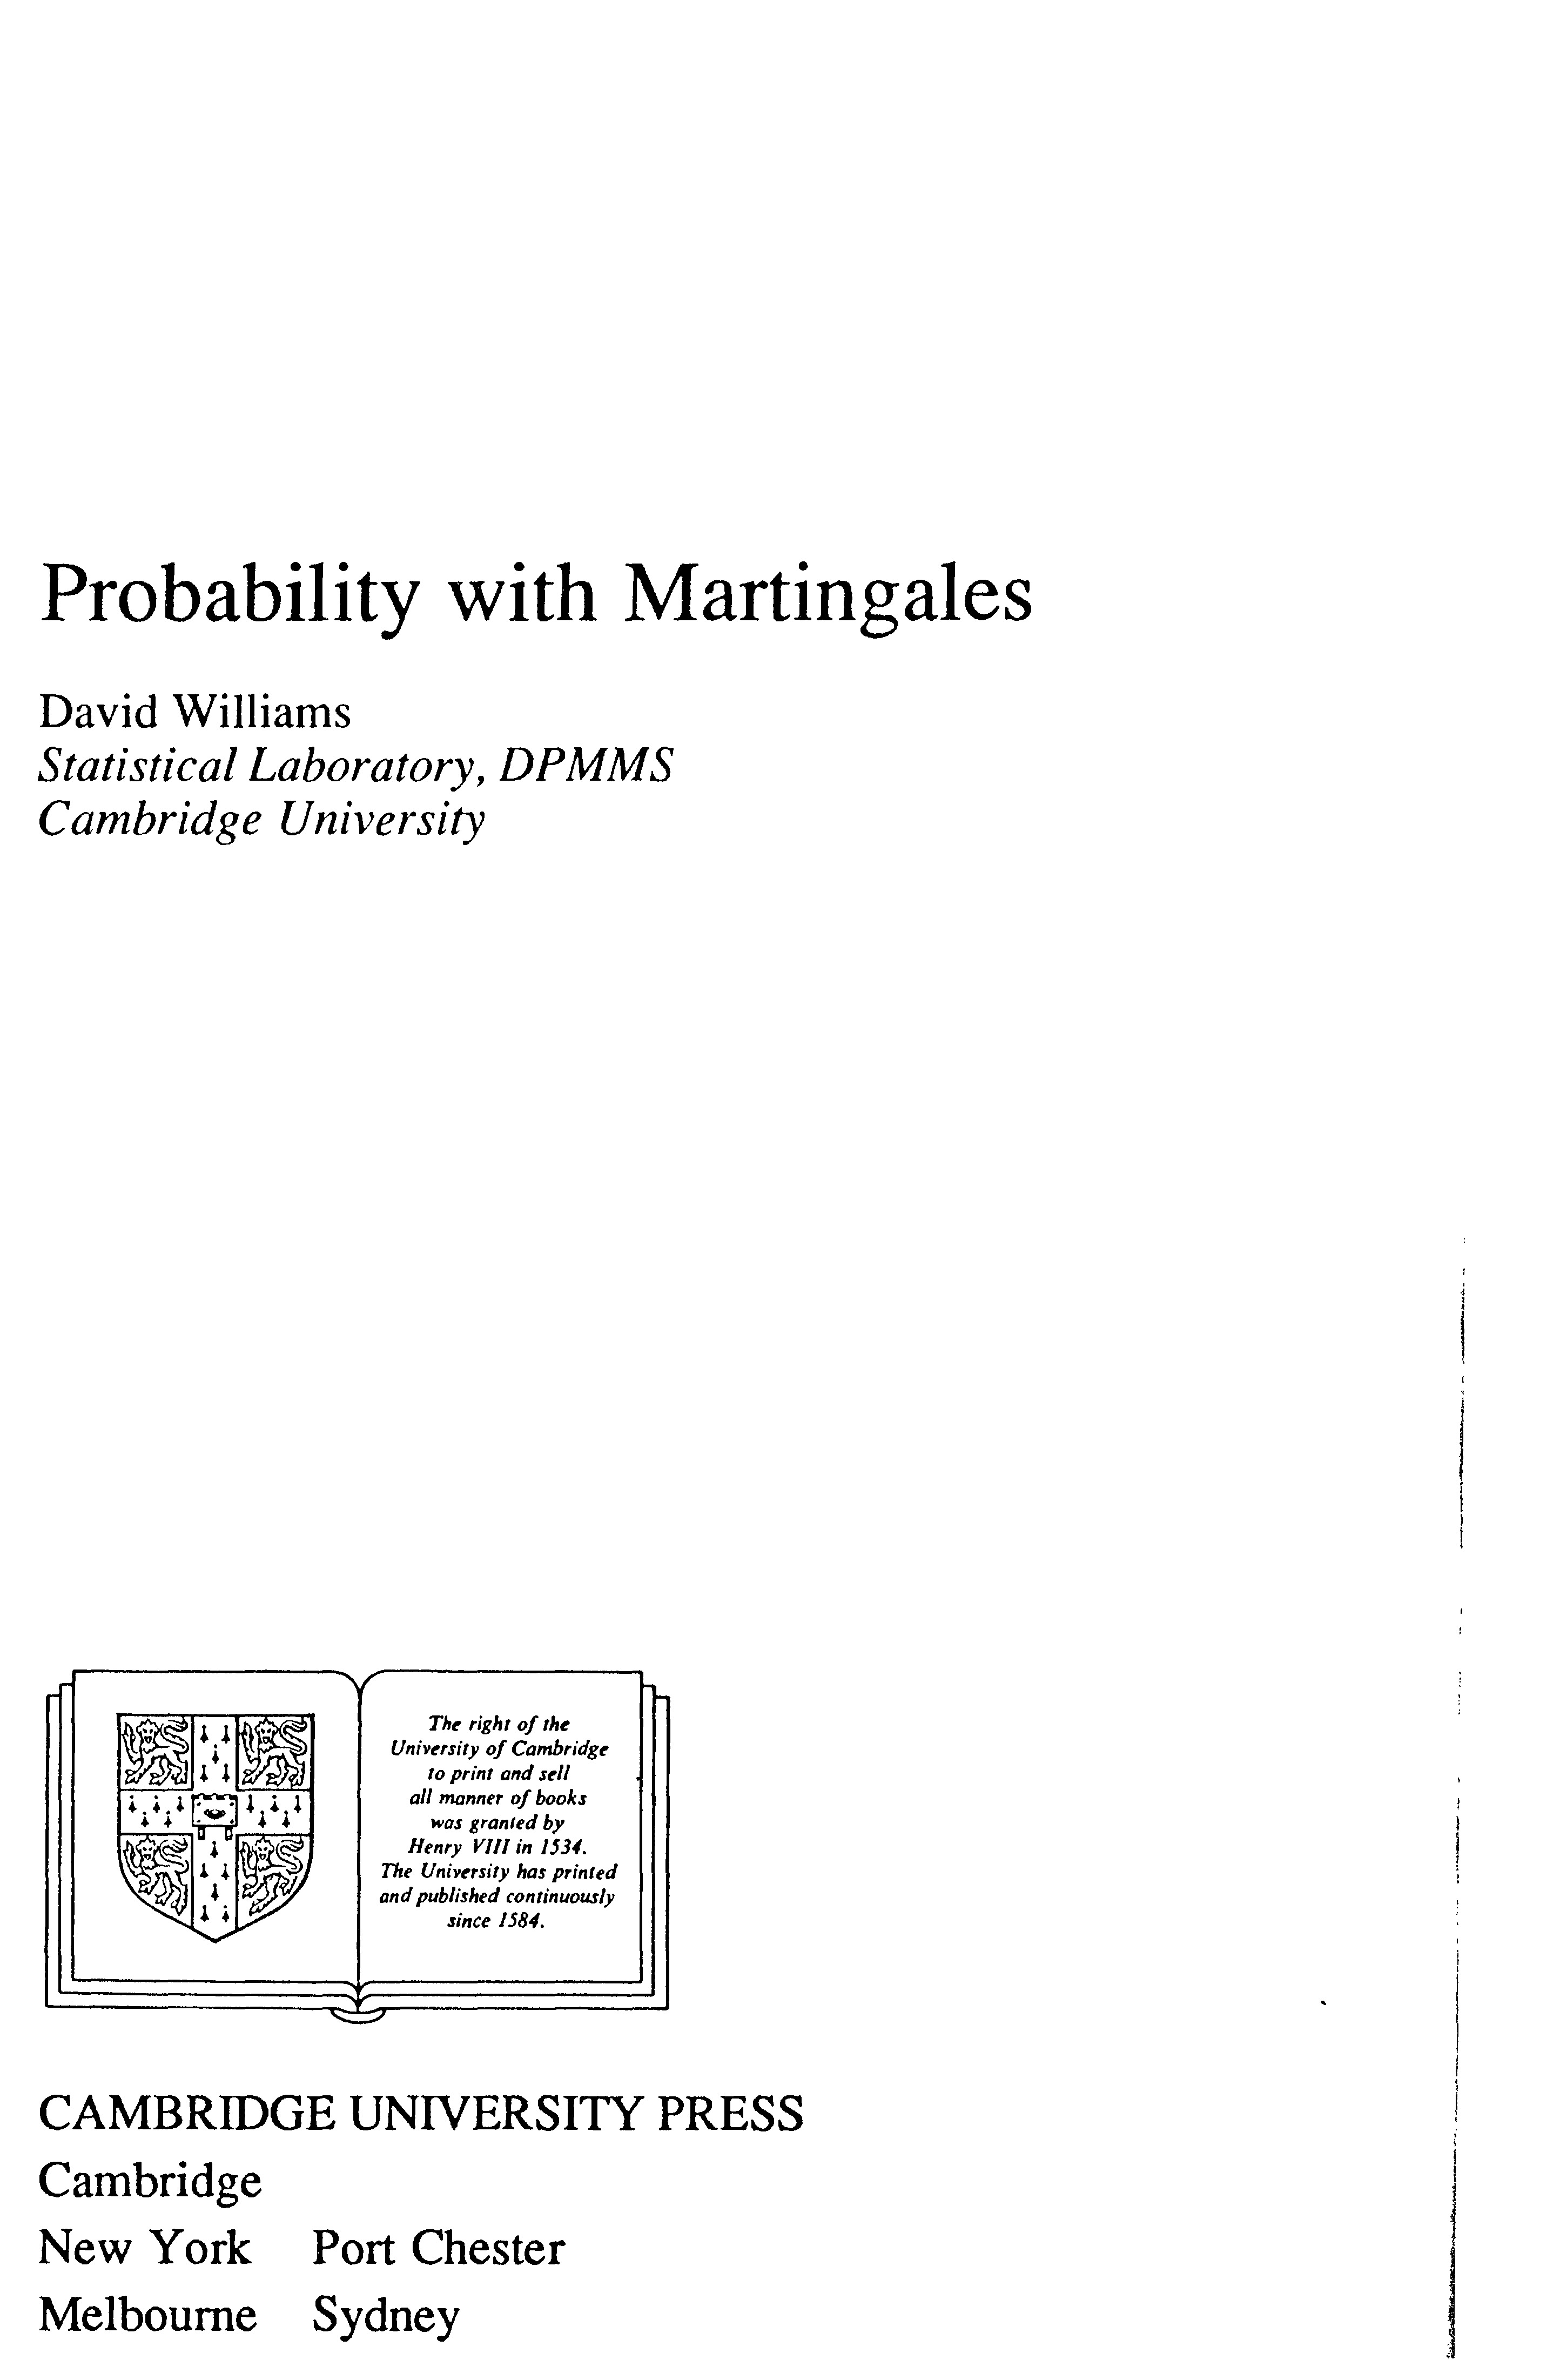 Probability with Martingales
David Williams
Statistical Laboratory, DPMMS
Cambridge University
The right of the
University of Cambridge
to print and sell
all manner of books
was granted by
Henry VIII in 1534.
The University has printed
and published continuously
since 1584.
CAMBRIDGE UNIVERSITY PRESS
Cambridge
New York Port Chester
Melbourne Sydney